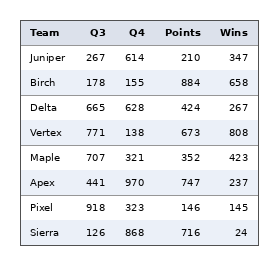 Team Q3 Q4 Points Wins
Juniper 267 614 210 347
Birch 178 155 884 658
Delta 665 628 424 267
Vertex 771 138 673 808
Maple 707 321 352 423
Apex 441 970 747 237
Pixel 918 323 146 145
Sierra 126 868 716 24